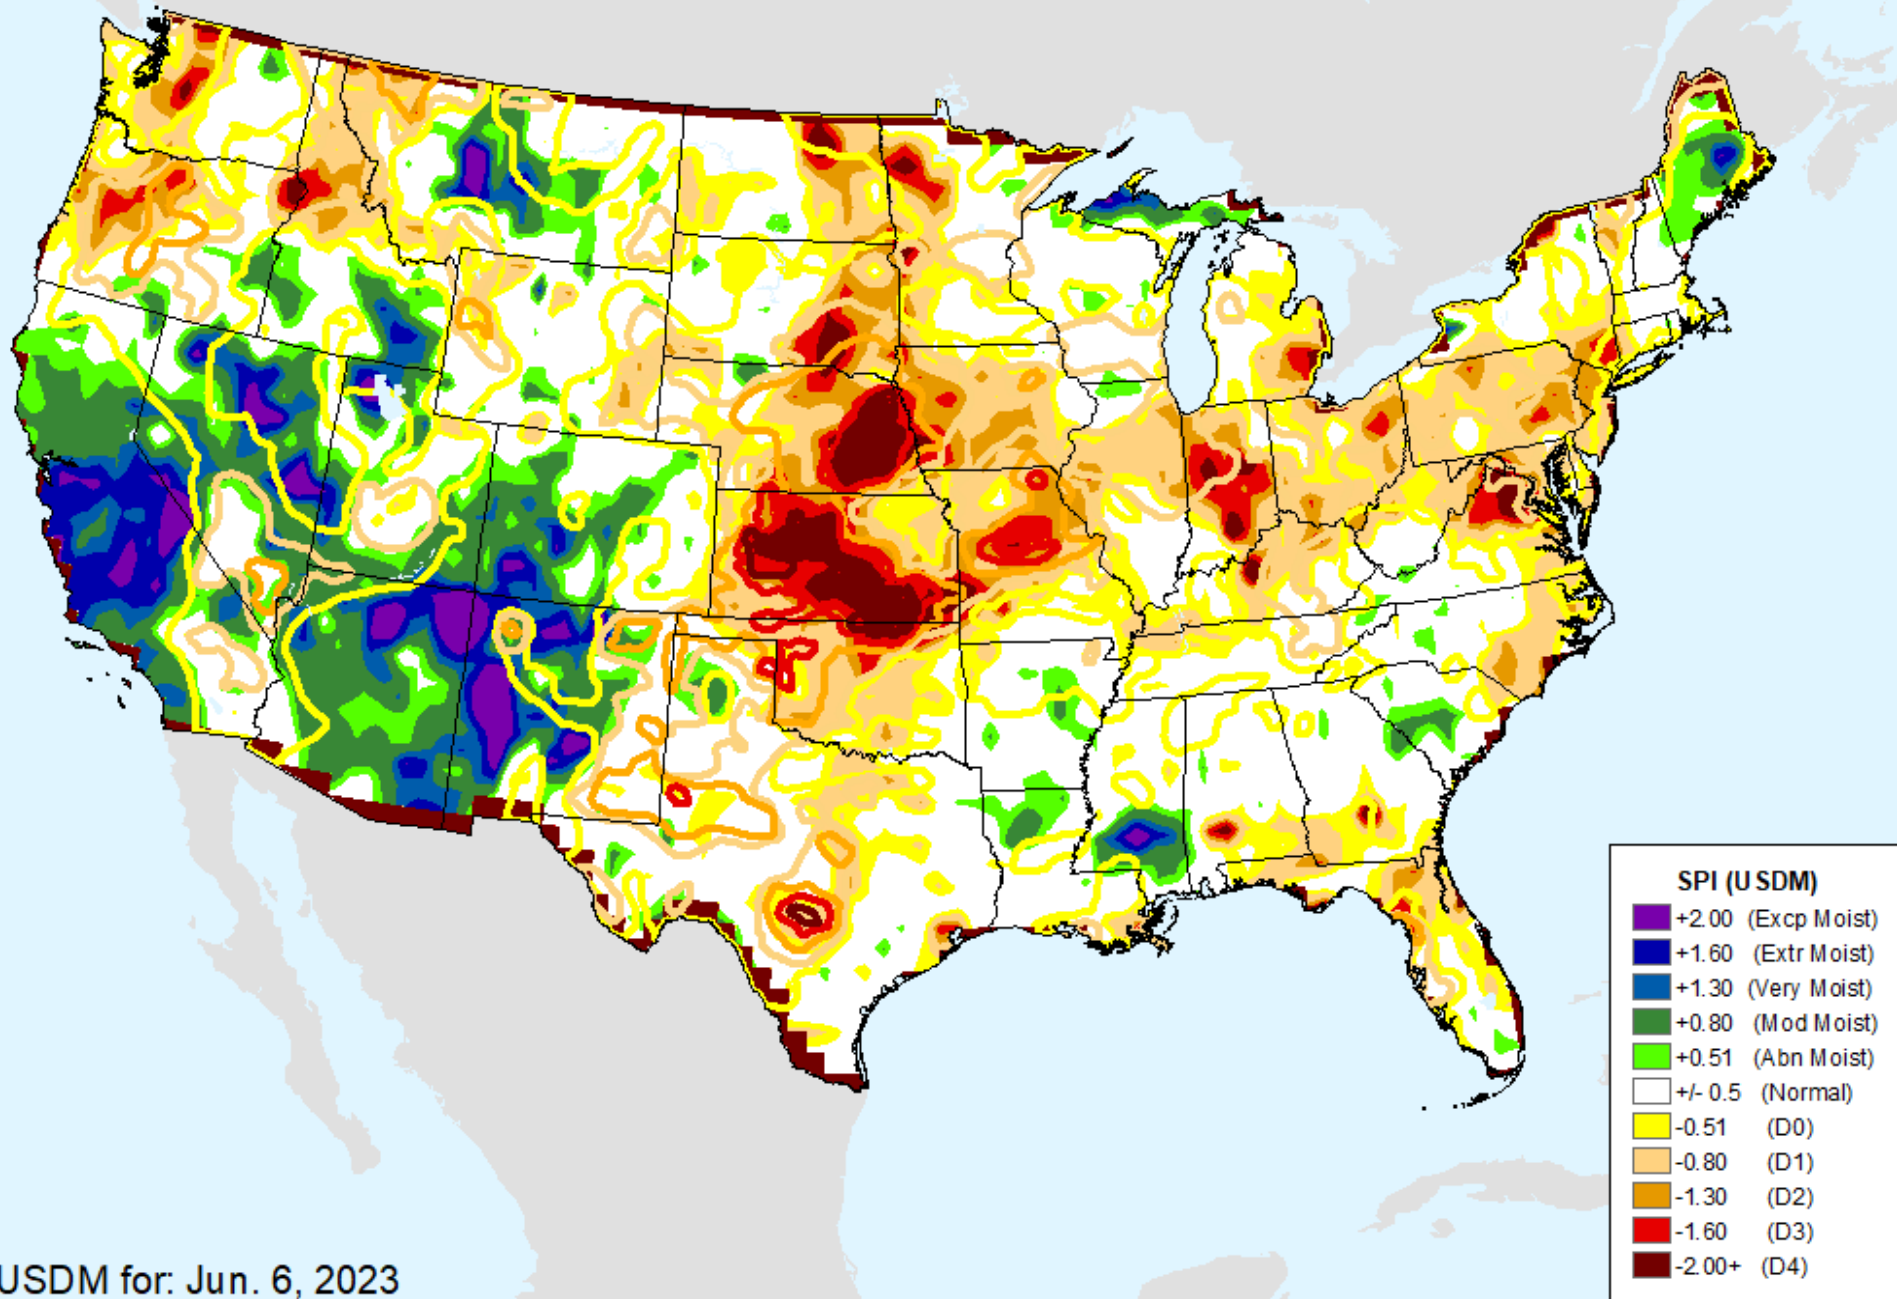 SPI (USDM)
+2.00 (Excp Moist)
+1.60 (Extr Moist)
+1.30 (Very Moist)
+0.80 (Mod Moist)
+0.51 (Abn Moist)
+/- 0.5 (Normal)
-0.51 (D0)
-0.80 (D1)
-1.30 (D2)
-1.60 (D3)
-2.00+ (D4)
USDM for: Jun. 6, 2023